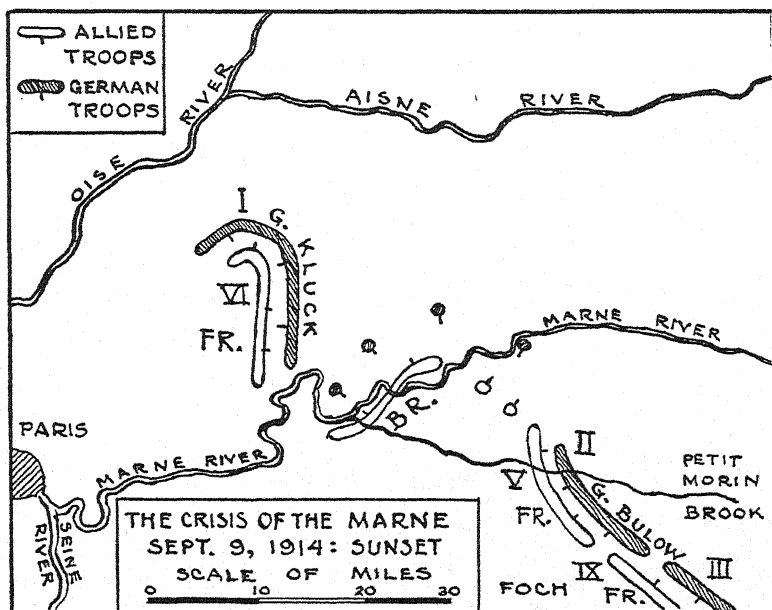 ALLIED
TROOPS
GERMAN
TROOPS
OISE RIVER
AISNE RIVER
I
G. KLUCK
VI
FR.
MARNE RIVER
BR.
PARIS
MARNE RIVER
SEINE
RIVER
II
V
G. BULOW
FR.
PETIT
MORIN
BROOK
THE CRISIS OF THE MARNE
SEPT. 9, 1914: SUNSET
SCALE OF MILES
0 10 20 30
FOCH
IX
FR.
III